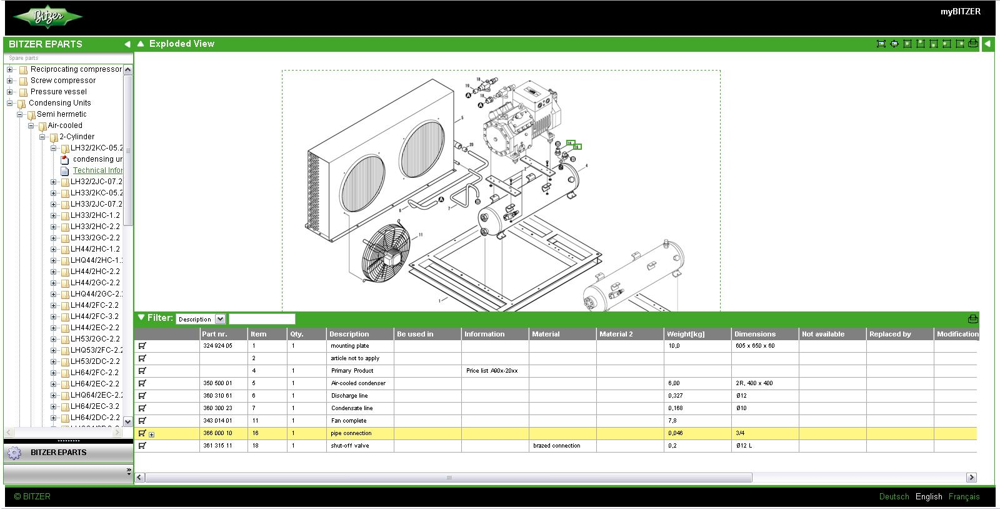 Bitzer
myBITZER
BITZER EPARTS
Exploded View
Spare parts
Reciprocating compressor
Screw compressor
Pressure vessel
Condensing Units
Semi hermetic
Air-cooled
2-Cylinder
LH32/2KC-05.2
condensing ur
Technical Infor
LH32/2JC-07.2
LH33/2KC-05.2
LH33/2JC-07.2
LH33/2HC-1.2
LH33/2HC-2.2
LH33/2GC-2.2
LH44/2HC-1.2
LHQ44/2HC-1.
LH44/2HC-2.2
LH44/2GC-2.2
LHQ44/2GC-2.
LH44/2FC-2.2
LH44/2FC-3.2
LH44/2EC-2.2
LH53/2GC-2.2
LHQ53/2FC-2.2
LH53/2DC-2.2
LH64/2FC-2.2
LH64/2EC-2.2
LHQ64/2EC-2.2
LH64/2EC-3.2
LH64/2DC-2.2
BITZER EPARTS
18
19
A
18
A
5
20
B
16
16
B
2
4
A
B
6
7
11
1
Filter: Description
Part nr. Item Qty. Description Be used in Information Material Material 2 Weight[kg] Dimensions Not available Replaced by Modification
324 924 05 1 1 mounting plate 10,0 605 x 650 x 60
2 article not to apply
4 1 Primary Product Price list A90x-20xx
350 500 01 5 1 Air-cooled condenser 6,00 2R, 400 x 400
360 310 61 6 1 Discharge line 0,327 Ø12
360 300 23 7 1 Condensate line 0,168 Ø10
343 014 01 11 1 Fan complete 7,8
366 000 10 16 1 pipe connection 0,046 3/4
361 315 11 18 1 shut-off valve brazed connection 0,2 Ø12 L
© BITZER
Deutsch English Français